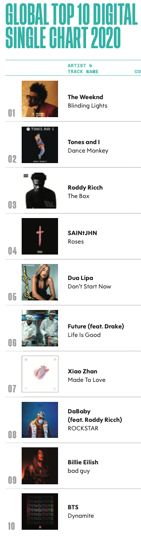 GLOBAL TOP 10 DIGITAL
SINGLE CHART 2020
ARTIST &
TRACK NAME
CO
01
The Weeknd
Blinding Lights
02
Tones and I
Dance Monkey
03
Roddy Ricch
The Box
04
SAINt JHN
Roses
05
Dua Lipa
Don't Start Now
06
Future (feat. Drake)
Life Is Good
07
Xiao Zhan
Made To Love
08
DaBaby
(feat. Roddy Ricch)
ROCKSTAR
09
Billie Eilish
bad guy
10
BTS
Dynamite